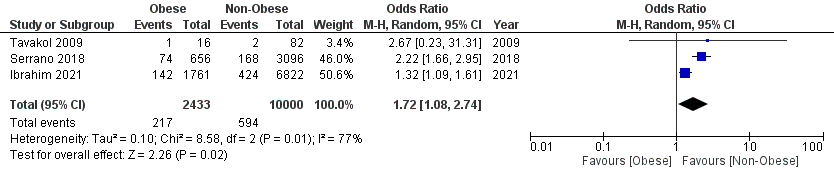 Obese Non-Obese Odds Ratio Odds Ratio
Study or Subgroup Events Total Events Total Weight M-H, Random, 95% CI Year M-H, Random, 95% CI
Tavakol 2009 1 16 2 82 3.4% 2.67 [0.23, 31.31] 2009
Serrano 2018 74 656 168 3096 46.0% 2.22 [1.66, 2.95] 2018
Ibrahim 2021 142 1761 424 6822 50.6% 1.32 [1.09, 1.61] 2021
Total (95% CI) 2433 10000 100.0% 1.72 [1.08, 2.74]
Total events 217 594
Heterogeneity: Tau² = 0.10; Chi² = 8.58, df = 2 (P = 0.01); I² = 77%
Test for overall effect: Z = 2.26 (P = 0.02)
0.01 0.1 1 10 100
Favours [Obese] Favours [Non-Obese]